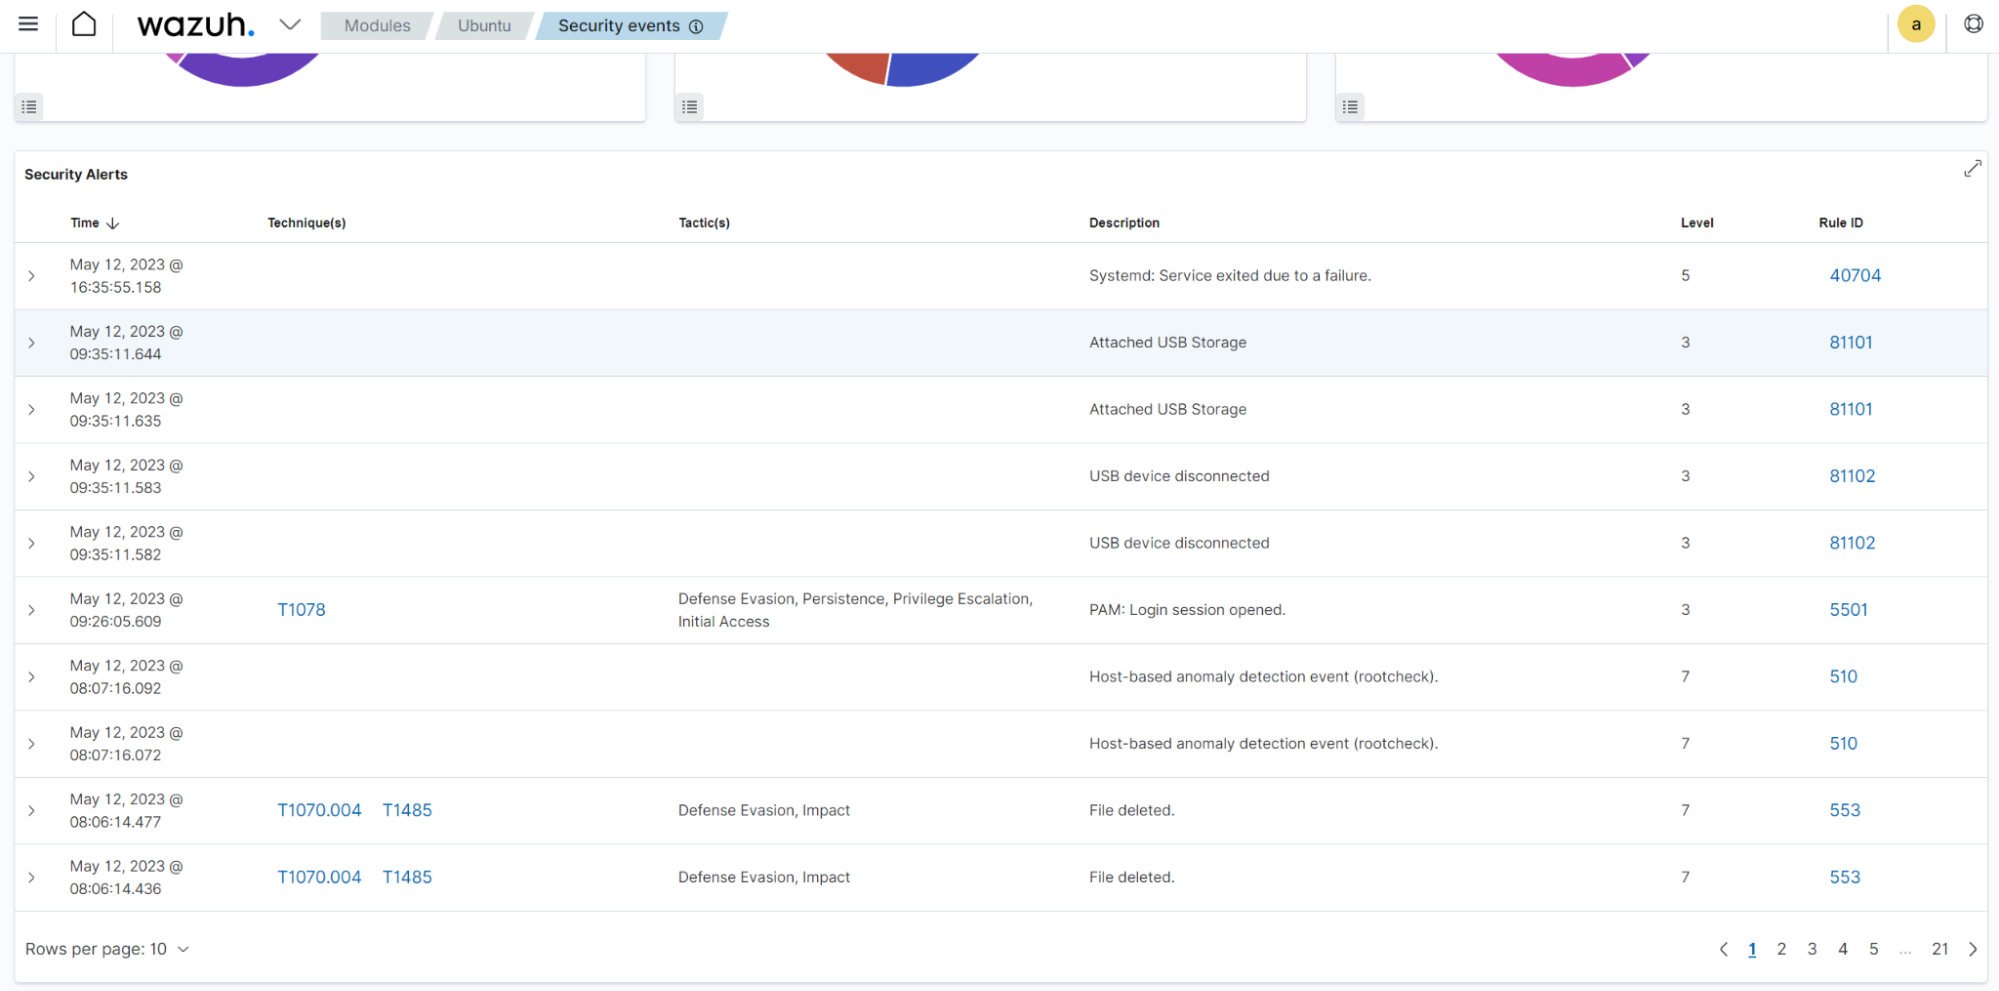 wazuh. Modules Ubuntu Security events a
Security Alerts
Time Technique(s) Tactic(s) Description Level Rule ID
May 12, 2023 @
16:35:55.158
Systemd: Service exited due to a failure. 5 40704
May 12, 2023 @
09:35:11.644
Attached USB Storage 3 81101
May 12, 2023 @
09:35:11.635
Attached USB Storage 3 81101
May 12, 2023 @
09:35:11.583
USB device disconnected 3 81102
May 12, 2023 @
09:35:11.582
USB device disconnected 3 81102
May 12, 2023 @
09:26:05.609
T1078
Defense Evasion, Persistence, Privilege Escalation,
Initial Access
PAM: Login session opened. 3 5501
May 12, 2023 @
08:07:16.092
Host-based anomaly detection event (rootcheck). 7 510
May 12, 2023 @
08:07:16.072
Host-based anomaly detection event (rootcheck). 7 510
May 12, 2023 @
08:06:14.477
T1070.004 T1485 Defense Evasion, Impact File deleted. 7 553
May 12, 2023 @
08:06:14.436
T1070.004 T1485 Defense Evasion, Impact File deleted. 7 553
Rows per page: 10 1 2 3 4 5 ... 21